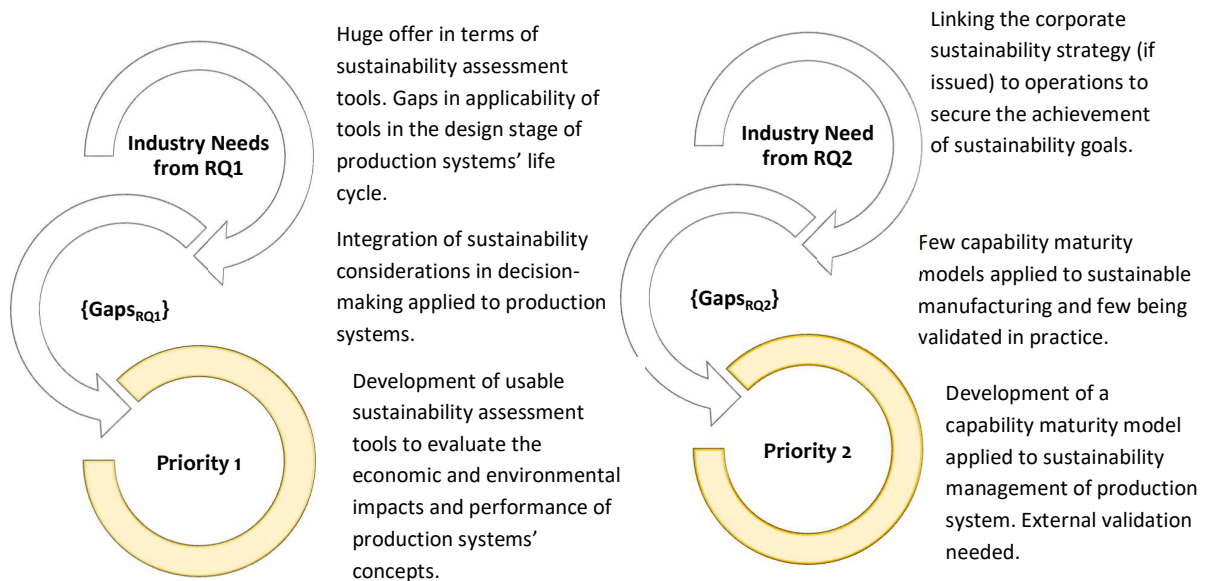 Huge offer in terms of
sustainability assessment
tools. Gaps in applicability of
tools in the design stage of
production systems’ life
cycle.
Industry Needs
from RQ1
Integration of sustainability
considerations in decision-
making applied to production
systems.
{GapsRQ1}
Development of usable
sustainability assessment
tools to evaluate the
economic and environmental
impacts and performance of
production systems’
concepts.
Priority 1
Linking the corporate
sustainability strategy (if
issued) to operations to
secure the achievement
of sustainability goals.
Industry Need
from RQ2
Few capability maturity
models applied to sustainable
manufacturing and few being
validated in practice.
{GapsRQ2}
Development of a
capability maturity model
applied to sustainability
management of production
system. External validation
needed.
Priority 2